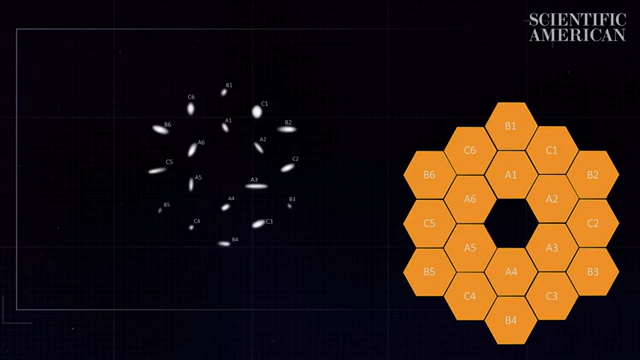 SCIENTIFIC
AMERICAN
B1
C6
C1
B6
A1
B2
A6
A2
C5
C2
A5
A3
B5
A4
B3
C4
C3
B4
B1
C6
C1
B6
A1
B2
A6
A2
C5
C2
A5
A3
B5
A4
B3
C4
C3
B4